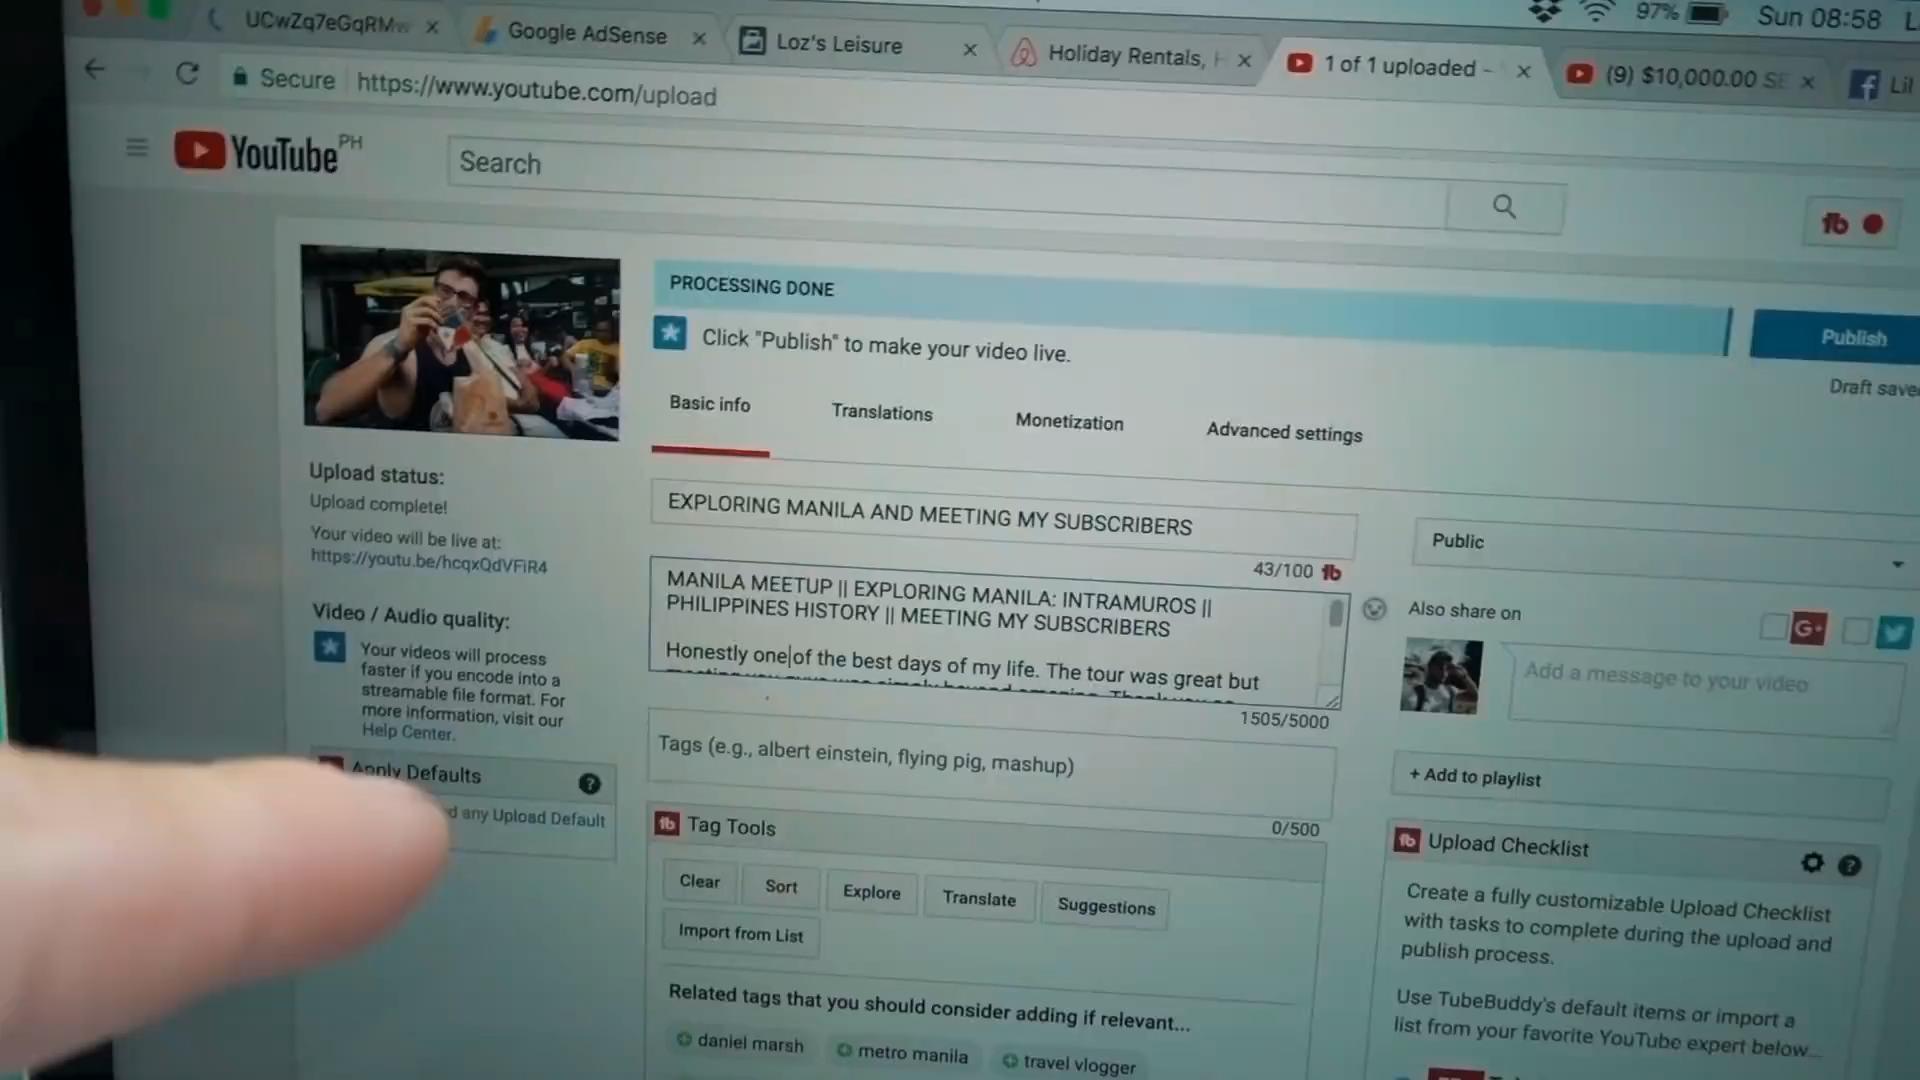 97% Sun 08:58
UCwZq7eGqRMw Google AdSense Loz's Leisure Holiday Rentals, 1 of 1 uploaded - (9) $10,000.00 Lil
Secure https://www.youtube.com/upload
YouTube PH Search
PROCESSING DONE
Publish
Click "Publish" to make your video live.
Draft save
Basic info Translations Monetization Advanced settings
Upload status:
Upload complete!
Your video will be live at:
https://youtu.be/hcqxQdVFiR4
Video / Audio quality:
Your videos will process
faster if you encode into a
streamable file format. For
more information, visit our
Help Center.
Apply Defaults ?
any Upload Default
EXPLORING MANILA AND MEETING MY SUBSCRIBERS
43/100 tb
MANILA MEETUP || EXPLORING MANILA: INTRAMUROS ||
PHILIPPINES HISTORY || MEETING MY SUBSCRIBERS
Honestly one of the best days of my life. The tour was great but
1505/5000
Tags (e.g., albert einstein, flying pig, mashup)
0/500
tb Tag Tools
Clear Sort Explore Translate Suggestions
Import from List
Related tags that you should consider adding if relevant...
daniel marsh metro manila travel vlogger
tb
Public
Also share on
G+
Add a message to your video
+ Add to playlist
tb Upload Checklist ?
Create a fully customizable Upload Checklist
with tasks to complete during the upload and
publish process.
Use TubeBuddy's default items or import a
list from your favorite YouTube expert below...